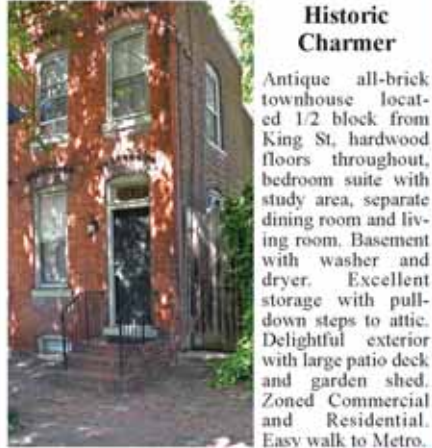 Historic
Charmer
Antique all-brick
townhouse locat-
ed 1/2 block from
King St, hardwood
floors throughout,
bedroom suite with
study area, separate
dining room and liv-
ing room. Basement
with washer and
dryer. Excellent
storage with pull-
down steps to attic.
Delightful exterior
with large patio deck
and garden shed.
Zoned Commercial
and Residential.
Easy walk to Metro.